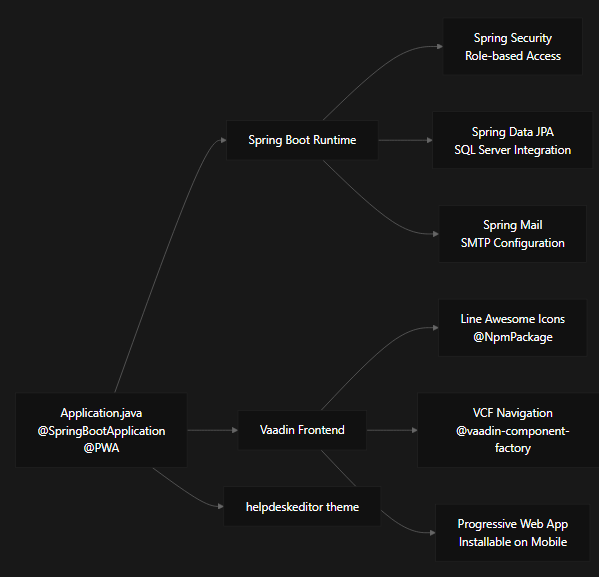 Spring Security
Role-based Access
Spring Boot Runtime
Spring Data JPA
SQL Server Integration
Spring Mail
SMTP Configuration
Line Awesome Icons
@NpmPackage
Application.java
@SpringBootApplication
@PWA
Vaadin Frontend
VCF Navigation
@vaadin-component-
factory
helpdeskeditor theme
Progressive Web App
Installable on Mobile